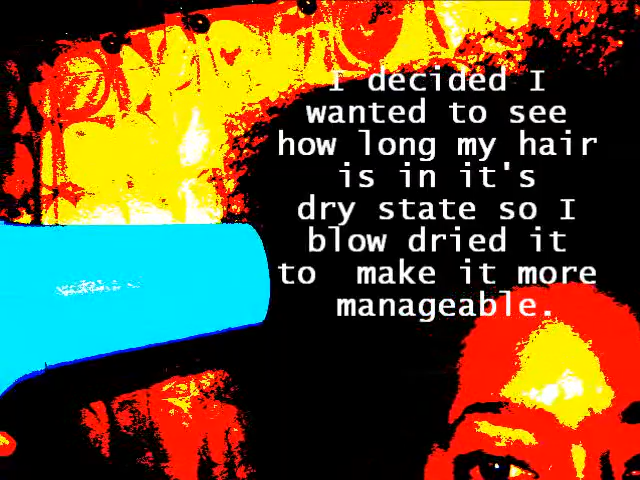 I decided I
wanted to see
how long my hair
is in it's
dry state so I
blow dried it
to  make it more
manageable.